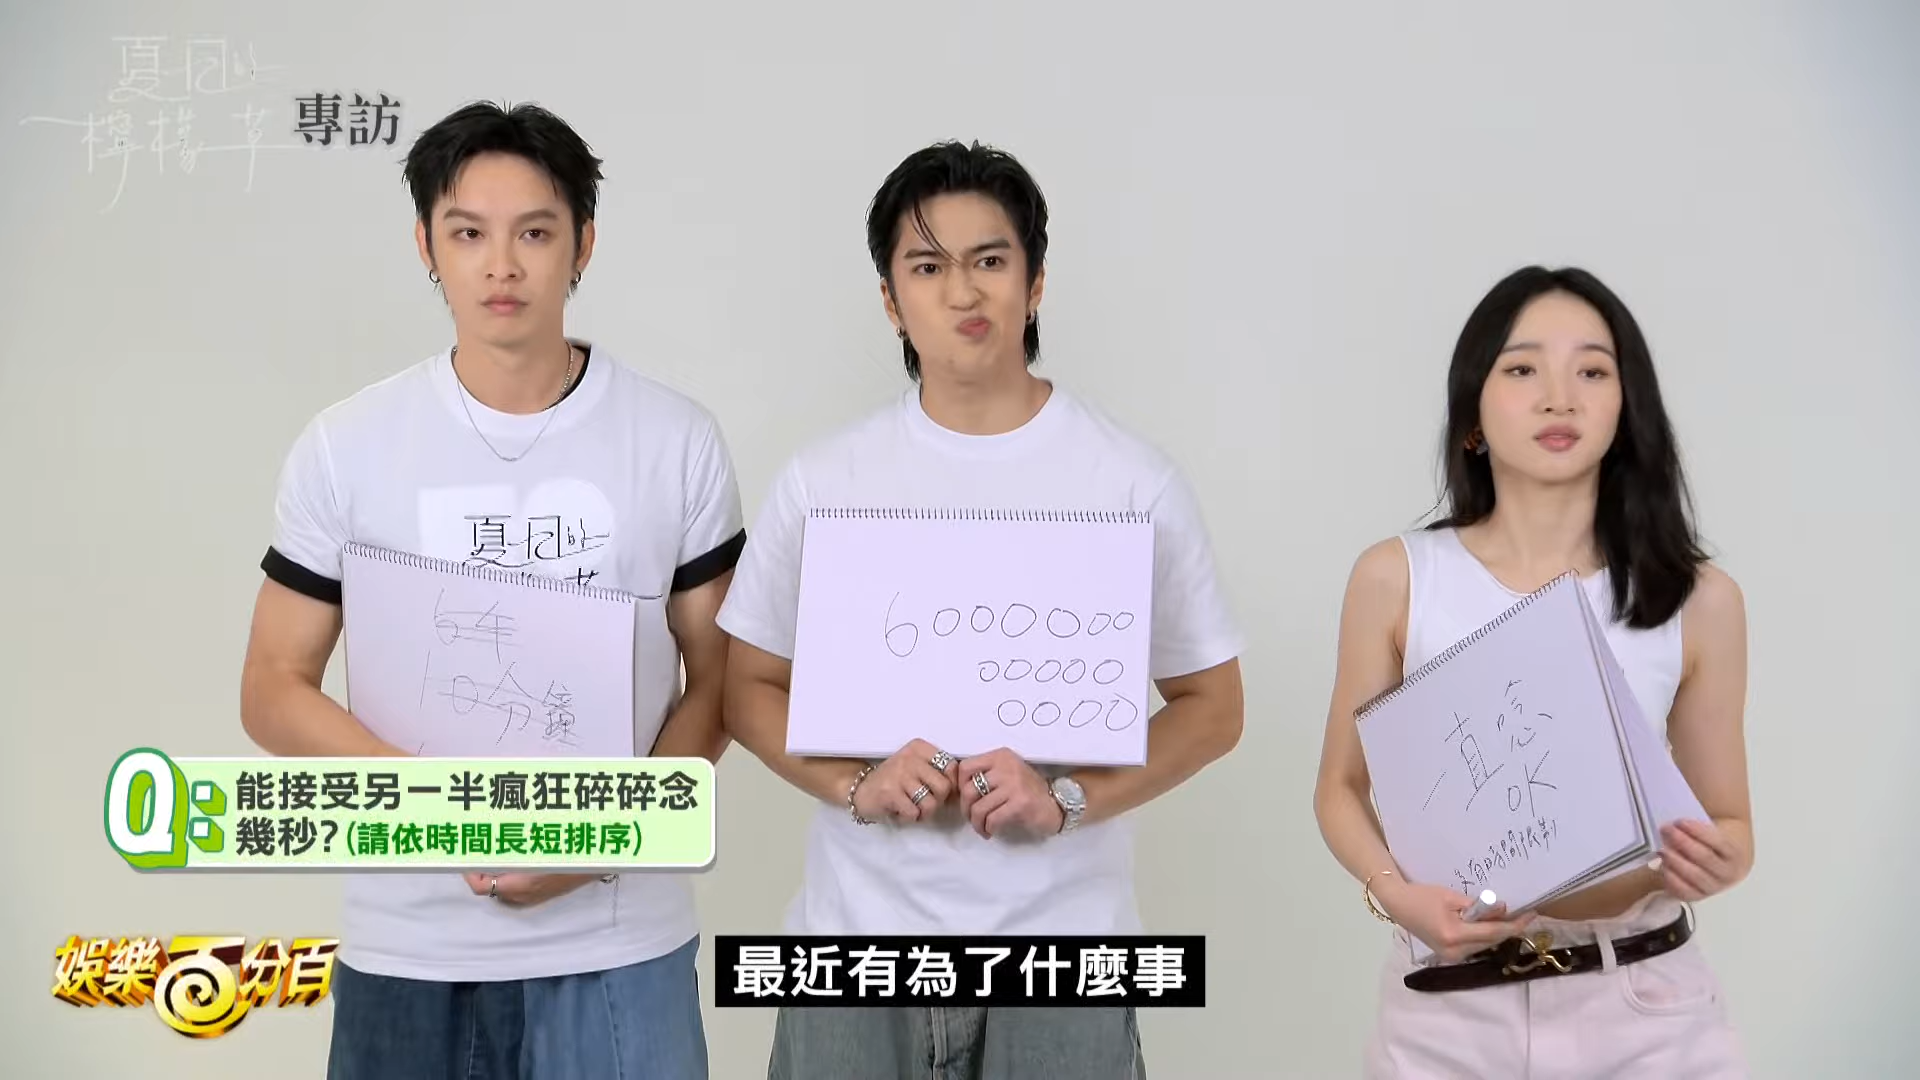 夏日的
檸檬草
專訪
夏日的
6年
10分鐘
6000000
00000
0000
一直唸
OK
沒有時間限制
Q:
能接受另一半瘋狂碎碎念
幾秒?(請依時間長短排序)
娛樂百分百
最近有為了什麼事